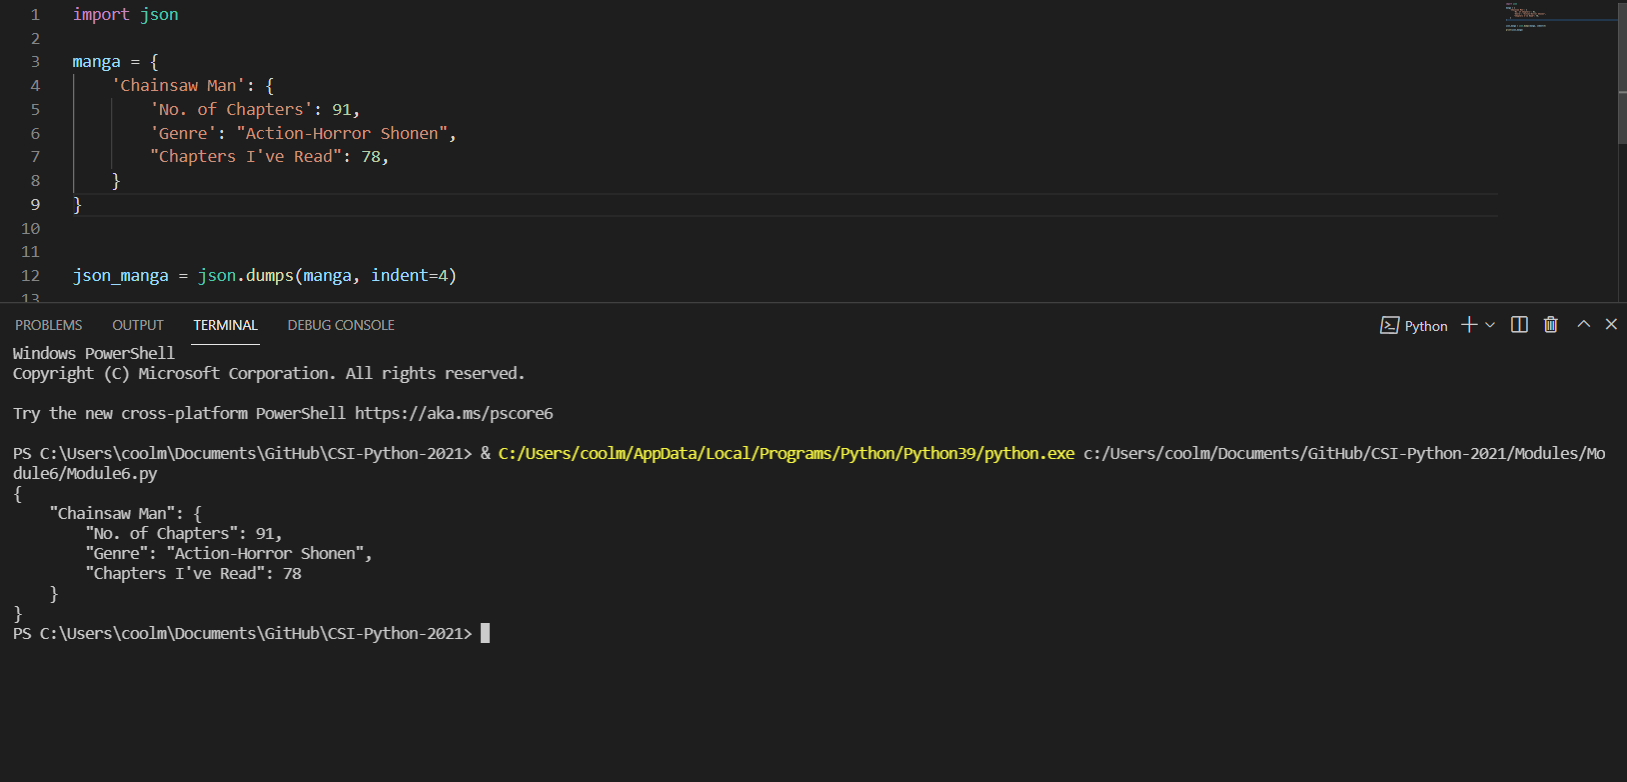 1 import json
2
3 manga = {
4     'Chainsaw Man': {
5         'No. of Chapters': 91,
6         'Genre': "Action-Horror Shonen",
7         "Chapters I've Read": 78,
8     }
9 }
10
11
12 json_manga = json.dumps(manga, indent=4)
13
PROBLEMS OUTPUT TERMINAL DEBUG CONSOLE Python
Windows PowerShell
Copyright (C) Microsoft Corporation. All rights reserved.
Try the new cross-platform PowerShell https://aka.ms/pscore6
PS C:\Users\coolm\Documents\GitHub\CSI-Python-2021> & C:/Users/coolm/AppData/Local/Programs/Python/Python39/python.exe c:/Users/coolm/Documents/GitHub/CSI-Python-2021/Modules/Mo
dule6/Module6.py
{
    "Chainsaw Man": {
        "No. of Chapters": 91,
        "Genre": "Action-Horror Shonen",
        "Chapters I've Read": 78
    }
}
PS C:\Users\coolm\Documents\GitHub\CSI-Python-2021>